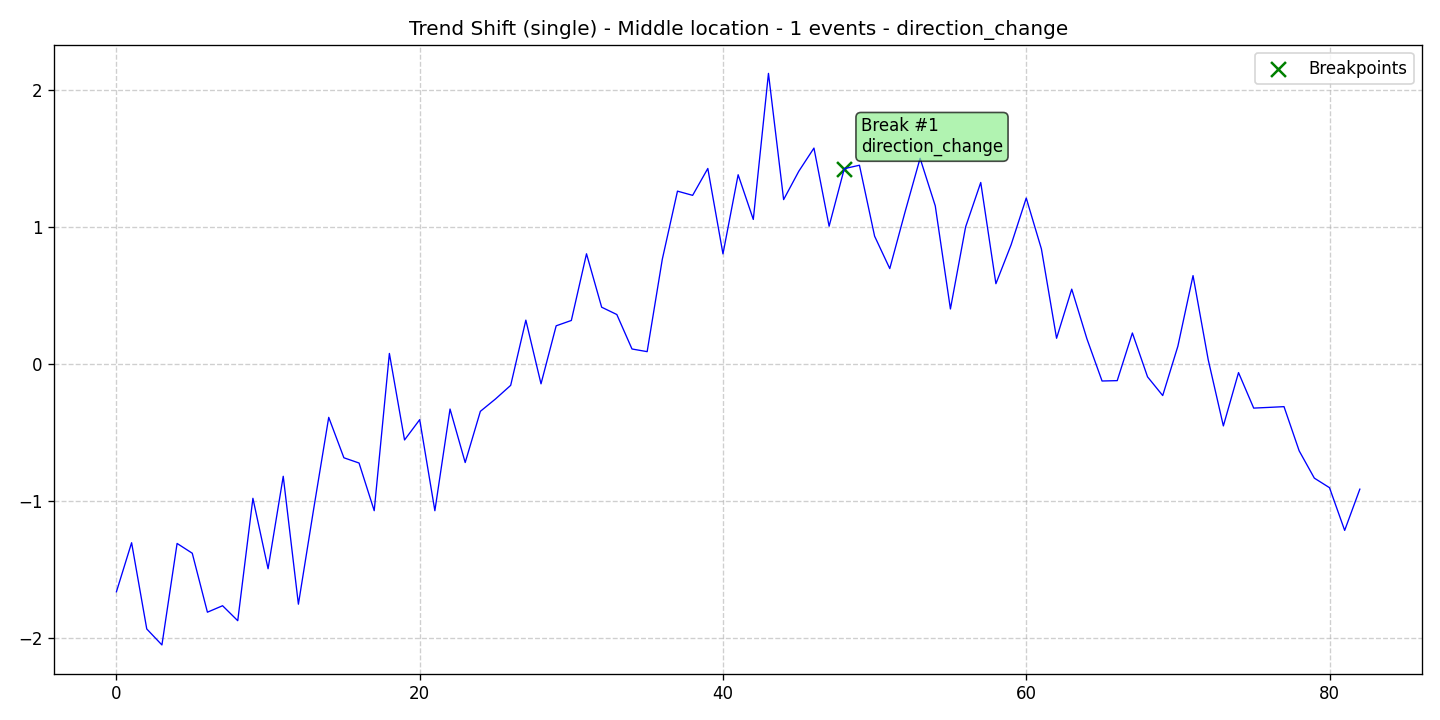 Trend Shift (single) - Middle location - 1 events - direction_change
Breakpoints
Break #1
direction_change
2
1
0
−1
−2
0
20
40
60
80